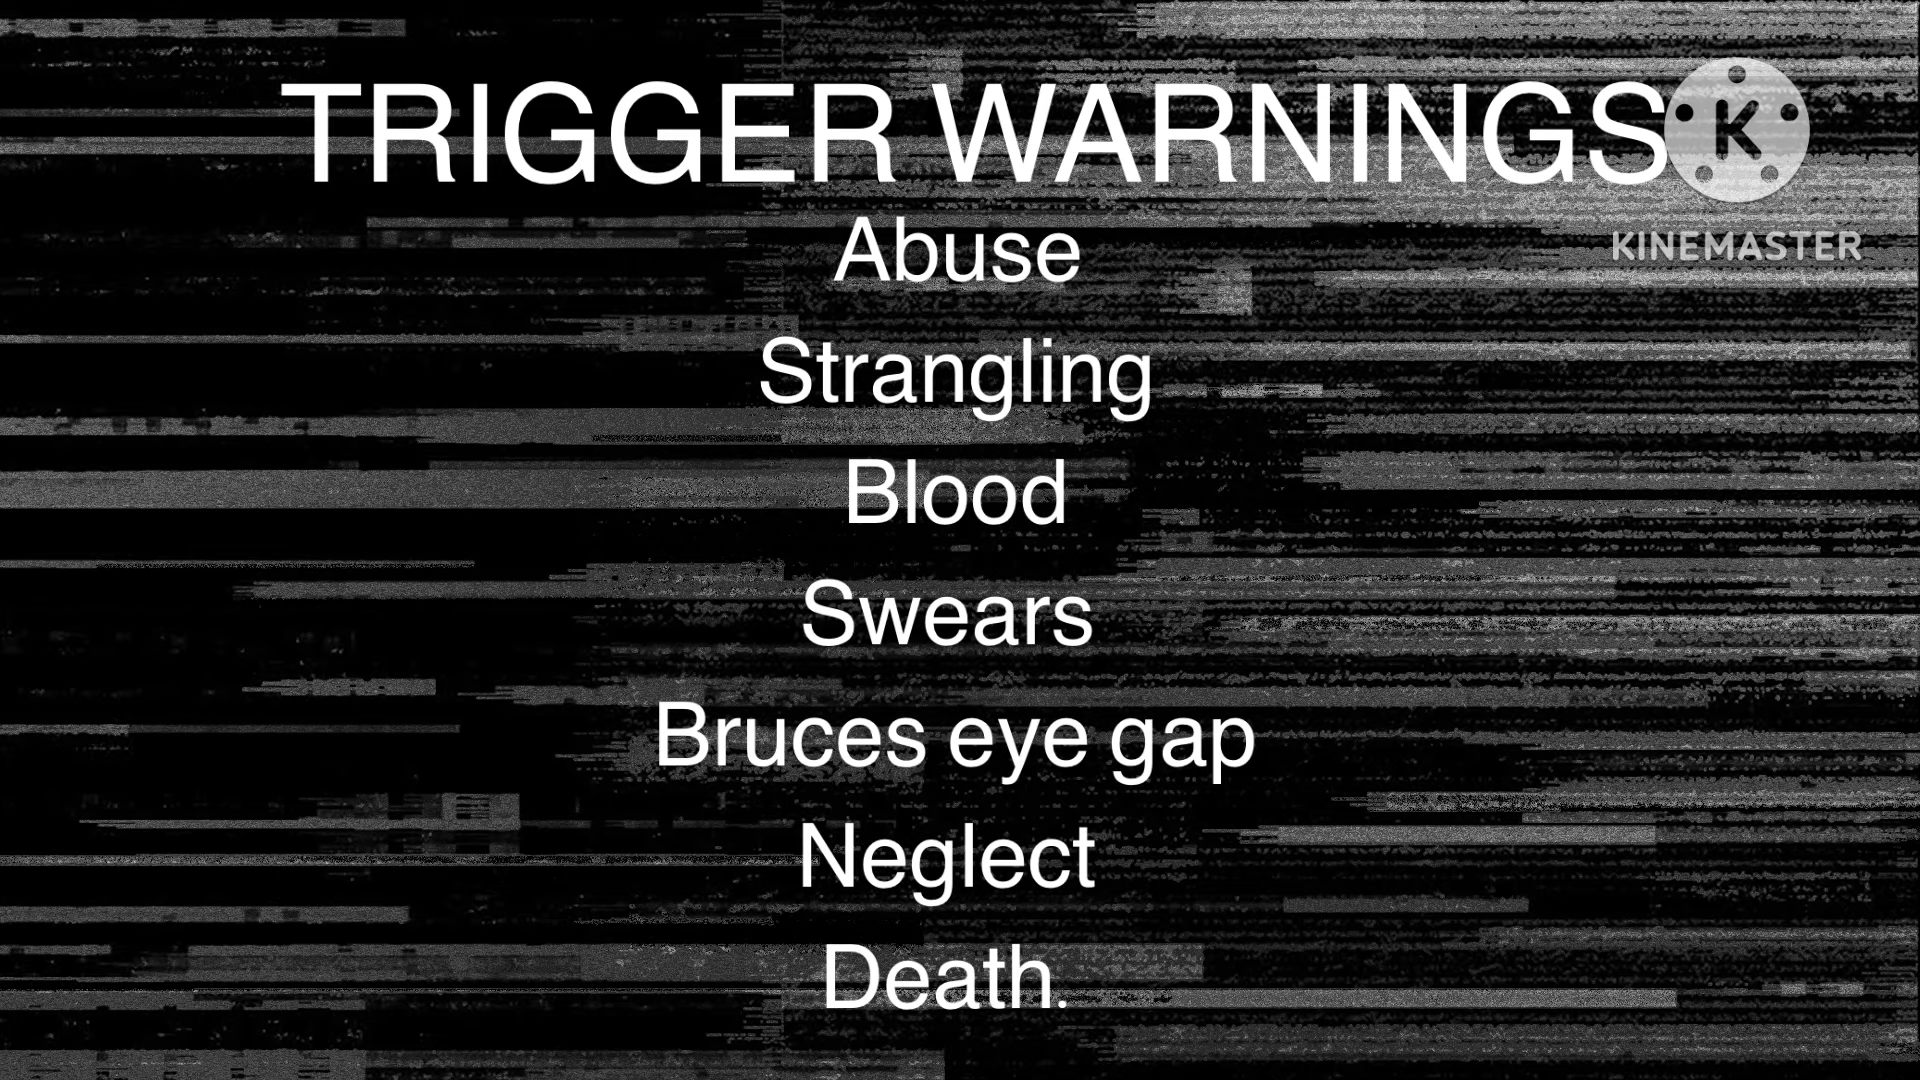 TRIGGER WARNINGS
K
KINEMASTER
Abuse
Strangling
Blood
Swears
Bruces eye gap
Neglect
Death.